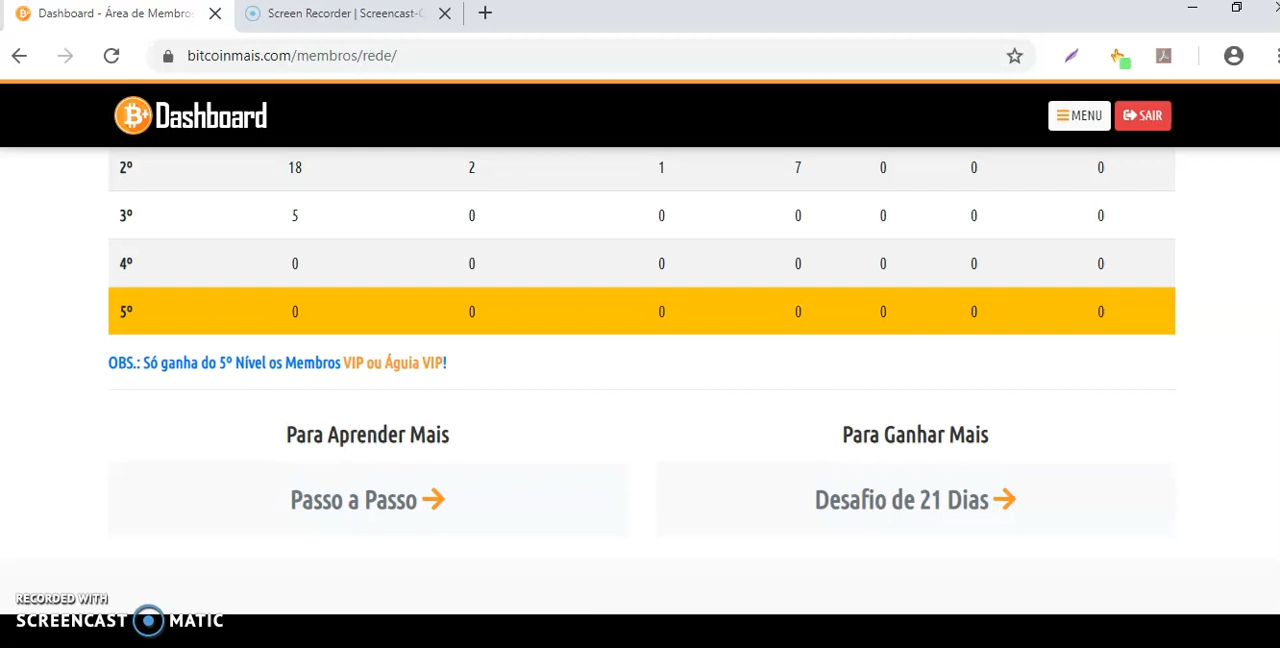 Dashboard - Área de Membro
Screen Recorder | Screencast-
bitcoinmais.com/membros/rede/
Dashboard
MENU
SAIR
2º 18 2 1 7 0 0 0
3º 5 0 0 0 0 0 0
4º 0 0 0 0 0 0 0
5º 0 0 0 0 0 0 0
OBS.: Só ganha do 5º Nível os Membros VIP ou Águia VIP!
Para Aprender Mais
Para Ganhar Mais
Passo a Passo
Desafio de 21 Dias
RECORDED WITH
SCREENCAST MATIC